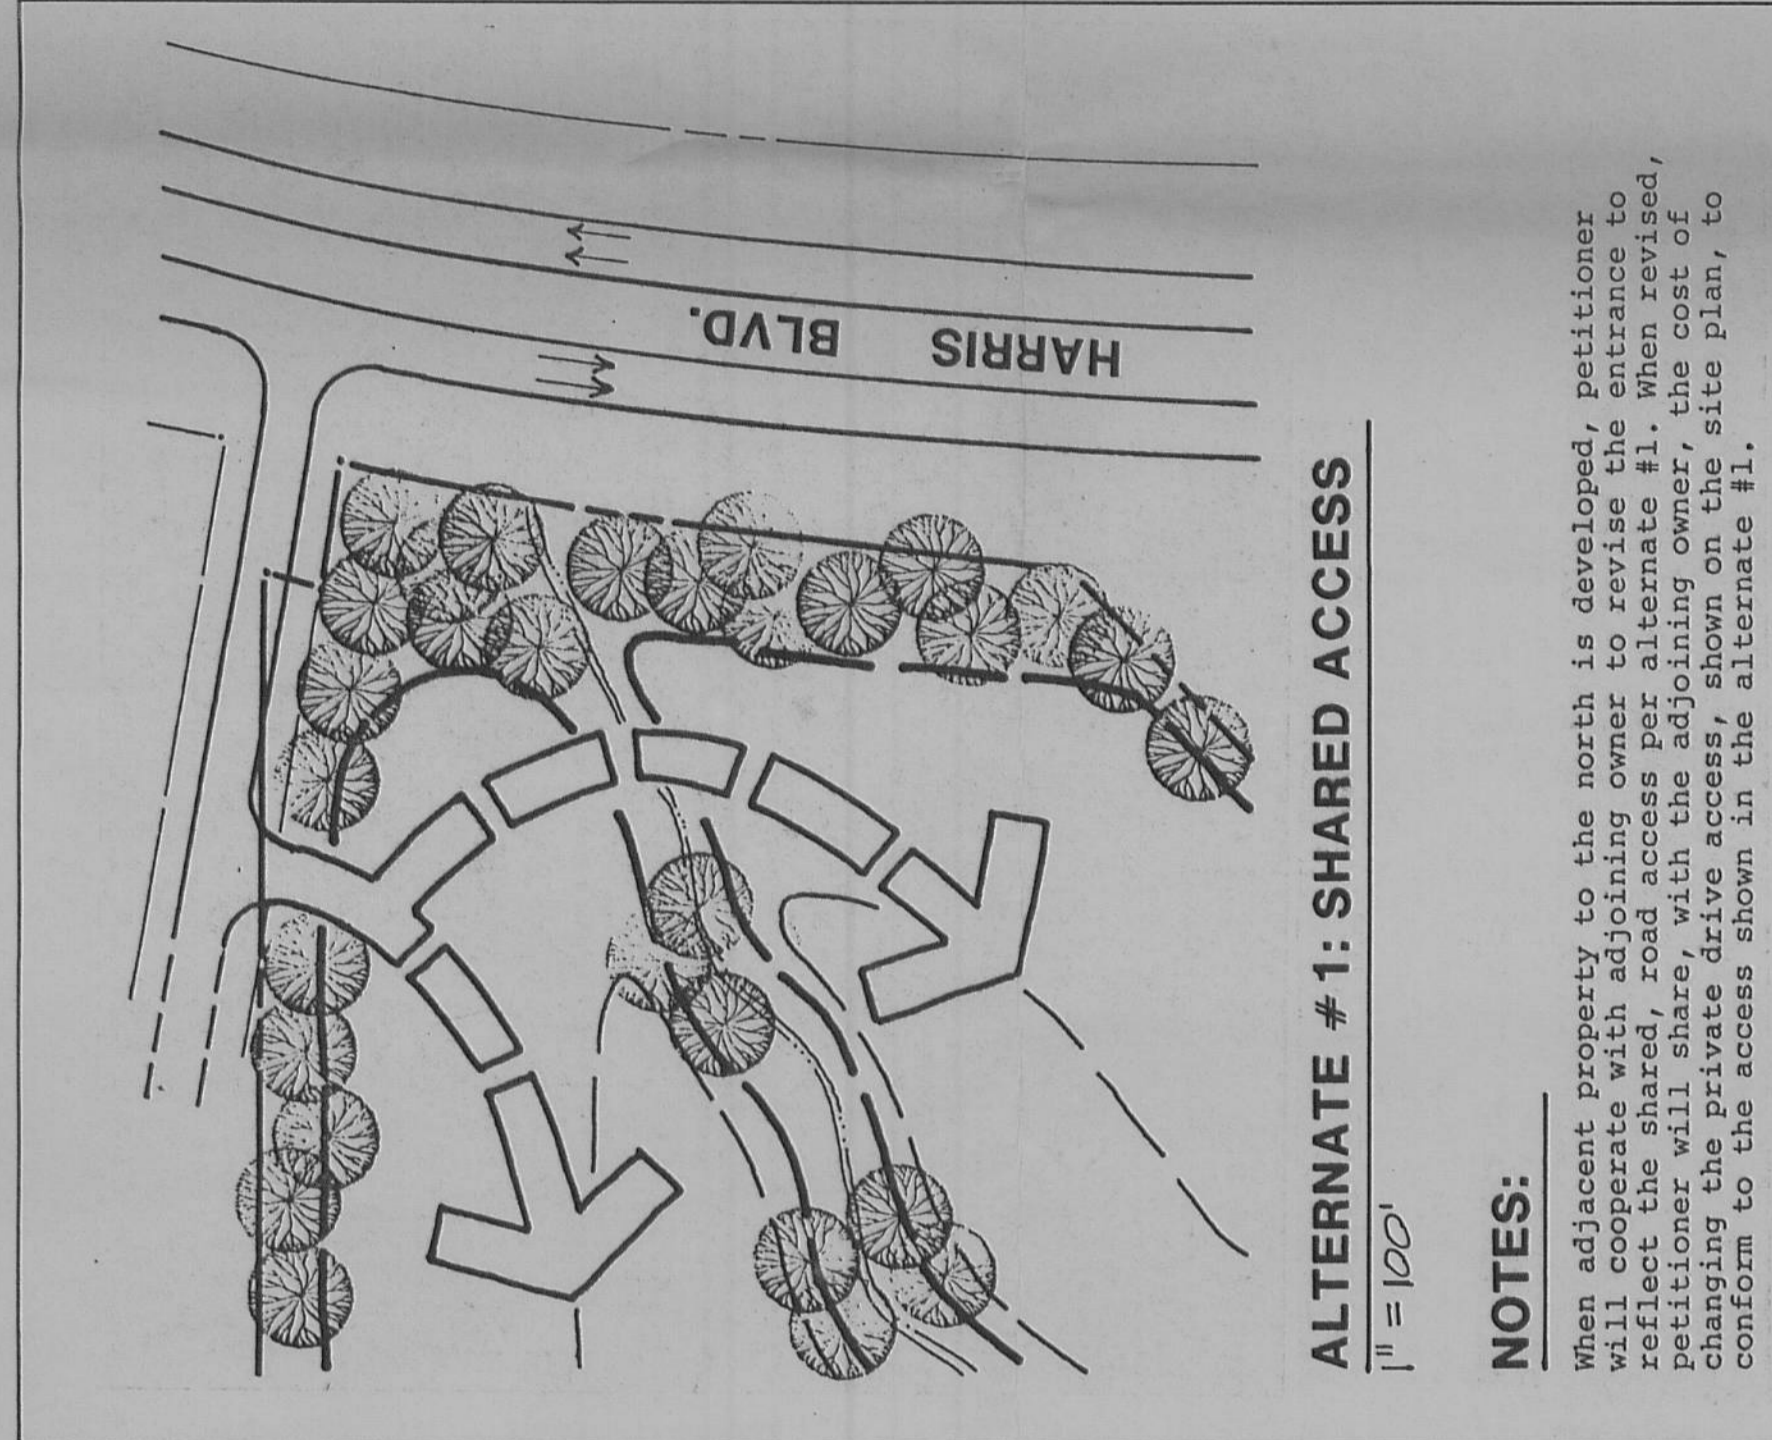 HARRIS BLVD.
ALTERNATE #1: SHARED ACCESS
1" = 100'
NOTES:
When adjacent property to the north is developed, petitioner
will cooperate with adjoining owner to revise the entrance to
reflect the shared, road access per alternate #1. When revised,
petitioner will share, with the adjoining owner, the cost of
changing the private drive access, shown on the site plan, to
conform to the access shown in the alternate #1.